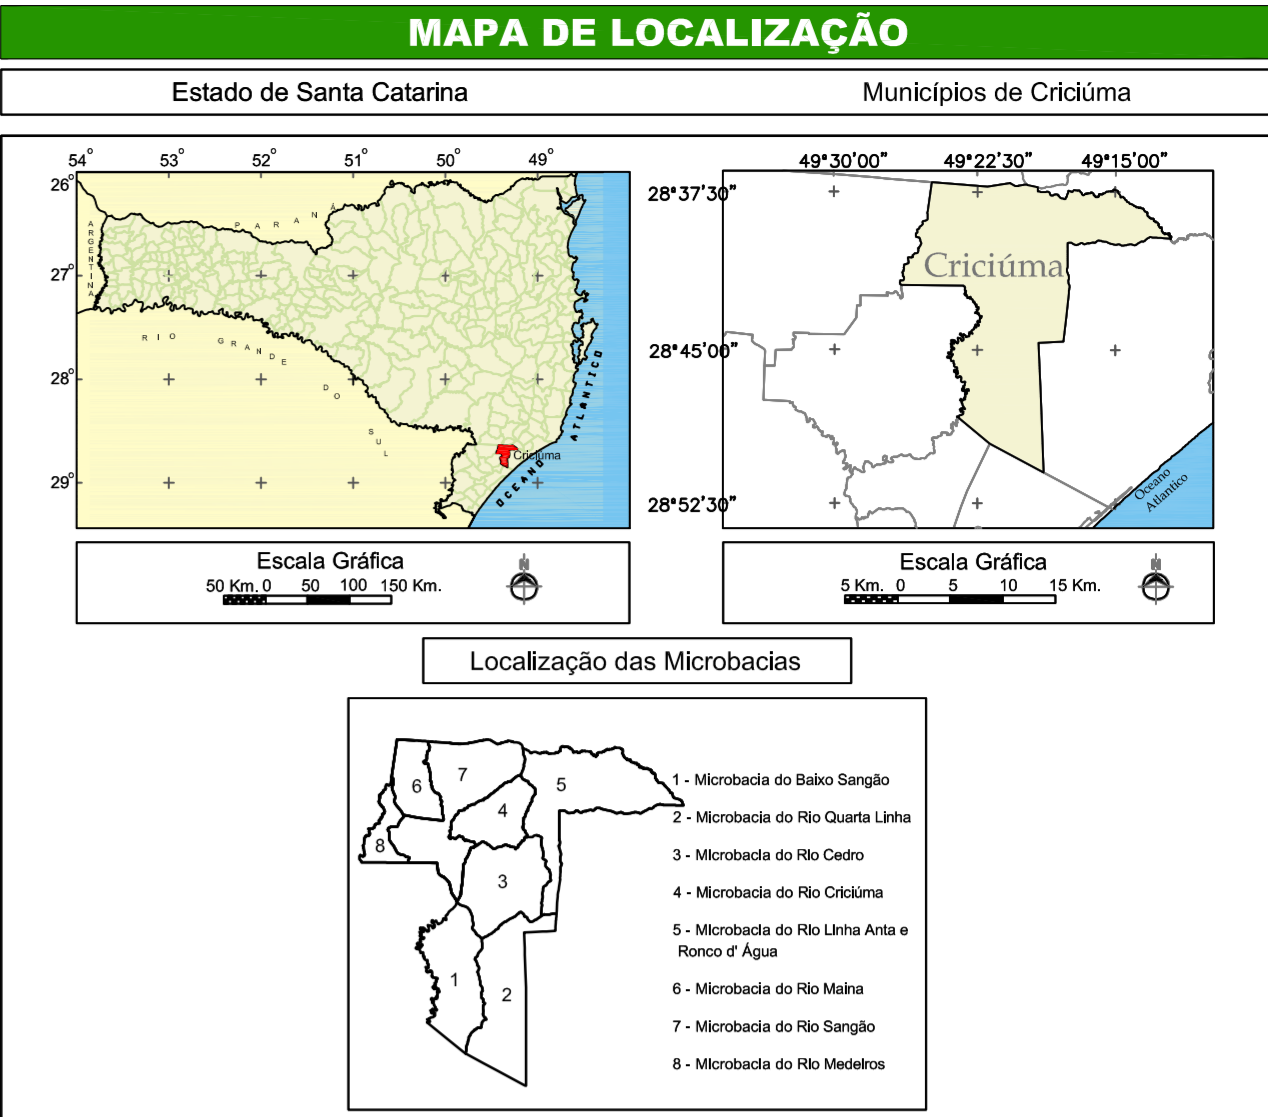 MAPA DE LOCALIZAÇÃO
Estado de Santa Catarina
Municípios de Criciúma
54° 53° 52° 51° 50° 49°
26°
27°
28°
29°
ARGENTINA
PARANÁ
RIO GRANDE DO SUL
Criciúma
OCEANO ATLANTICO
49°30'00" 49°22'30" 49°15'00"
28°37'30"
28°45'00"
28°52'30"
Criciúma
Oceano
Atlantico
Escala Gráfica
50 Km. 0 50 100 150 Km.
N
Escala Gráfica
5 Km. 0 5 10 15 Km.
N
Localização das Microbacias
6
7
5
4
8
3
1
2
1 - Microbacia do Baixo Sangão
2 - Microbacia do Rio Quarta Linha
3 - Microbacia do Rio Cedro
4 - Microbacia do Rio Criciúma
5 - Microbacia do Rio Linha Anta e
Ronco d' Água
6 - Microbacia do Rio Maina
7 - Microbacia do Rio Sangão
8 - Microbacia do Rio Medeiros